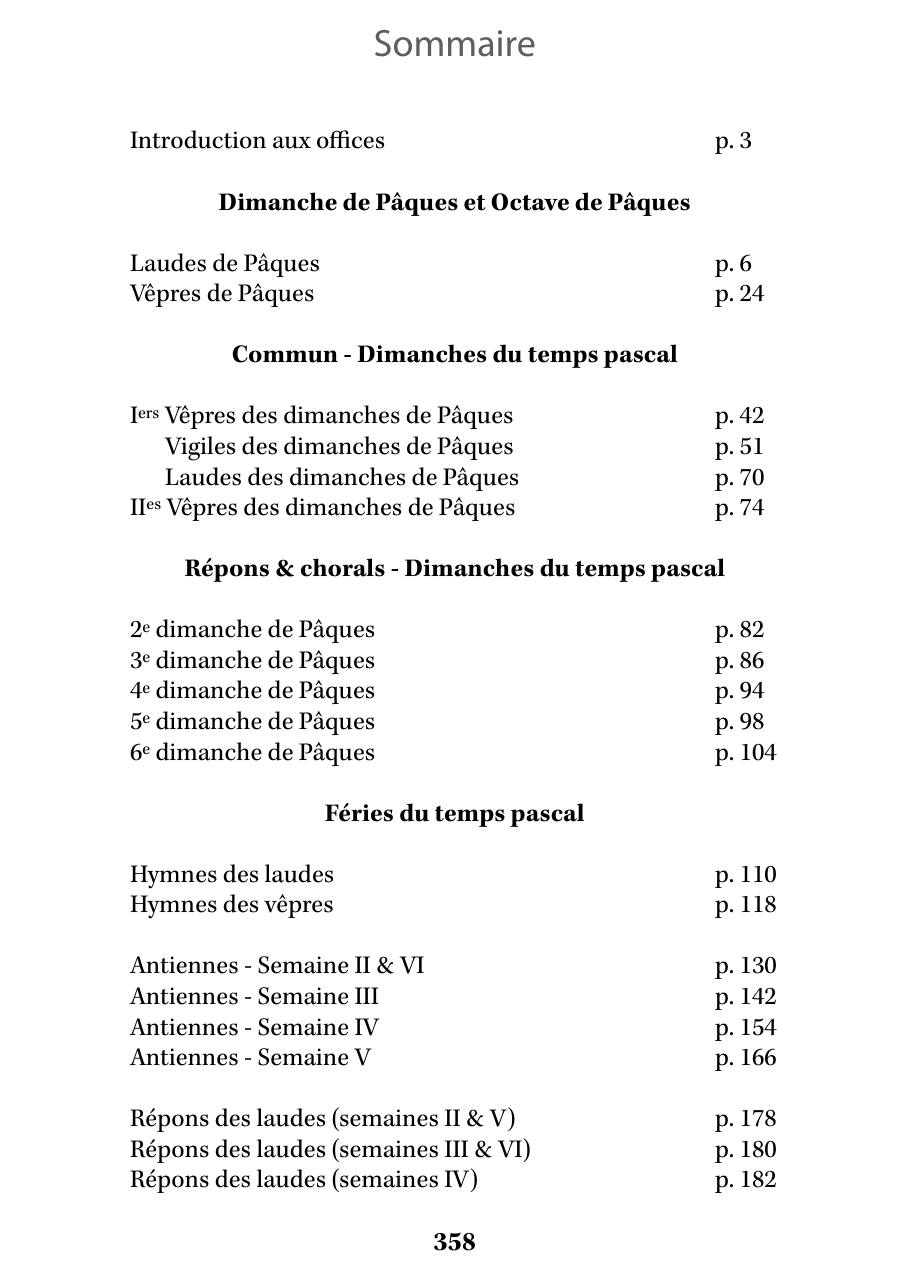 Sommaire
Introduction aux offices p. 3
Dimanche de Pâques et Octave de Pâques
Laudes de Pâques p. 6
Vêpres de Pâques p. 24
Commun - Dimanches du temps pascal
Iers Vêpres des dimanches de Pâques p. 42
Vigiles des dimanches de Pâques p. 51
Laudes des dimanches de Pâques p. 70
IIes Vêpres des dimanches de Pâques p. 74
Répons & chorals - Dimanches du temps pascal
2e dimanche de Pâques p. 82
3e dimanche de Pâques p. 86
4e dimanche de Pâques p. 94
5e dimanche de Pâques p. 98
6e dimanche de Pâques p. 104
Féries du temps pascal
Hymnes des laudes p. 110
Hymnes des vêpres p. 118
Antiennes - Semaine II & VI p. 130
Antiennes - Semaine III p. 142
Antiennes - Semaine IV p. 154
Antiennes - Semaine V p. 166
Répons des laudes (semaines II & V) p. 178
Répons des laudes (semaines III & VI) p. 180
Répons des laudes (semaines IV) p. 182
358